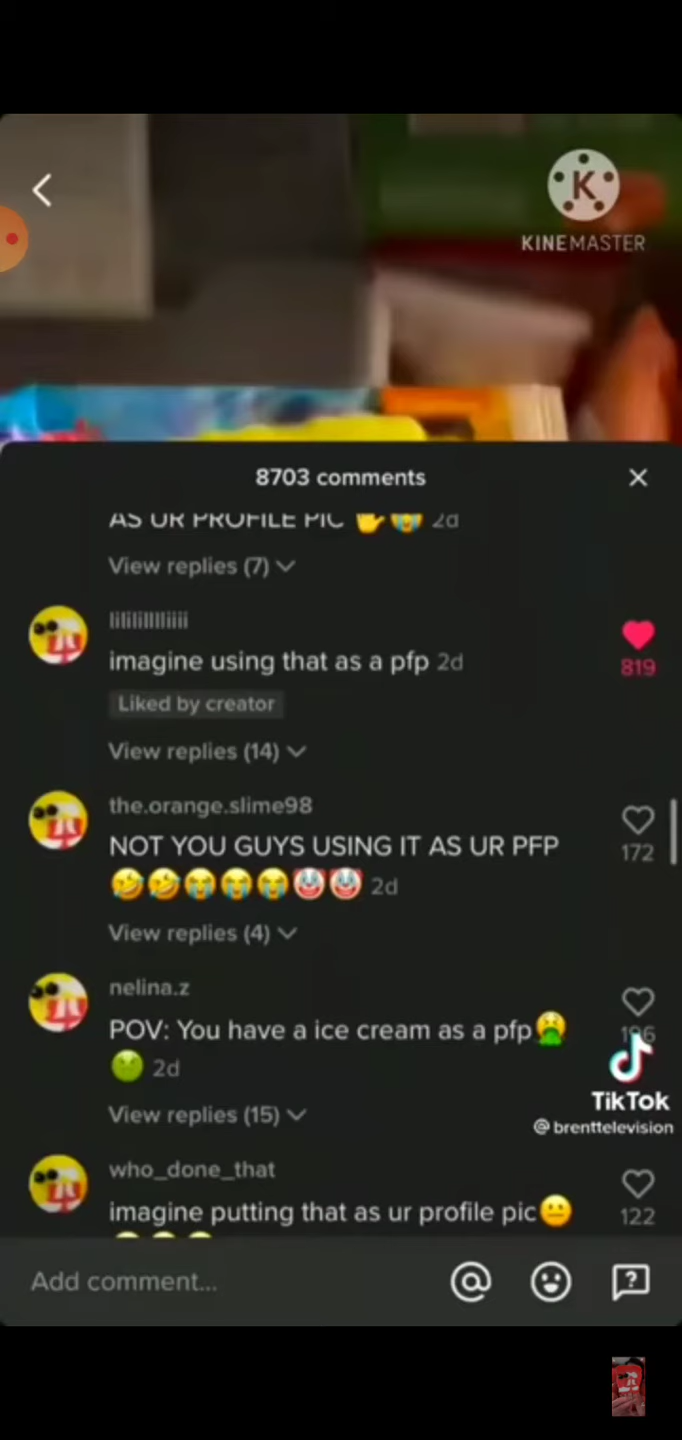 KINEMASTER
8703 comments
AS UR PROFILE PIC 🤚😭 2d
View replies (7)
imagine using that as a pfp 2d
819
Liked by creator
View replies (14)
the.orange.slime98
NOT YOU GUYS USING IT AS UR PFP
🤣🤣😭😭😭🤡🤡 2d
172
View replies (4)
nelina.z
POV: You have a ice cream as a pfp🤮
🤢 2d
196
View replies (15)
TikTok
@brenttelevision
who_done_that
imagine putting that as ur profile pic😐
122
Add comment...